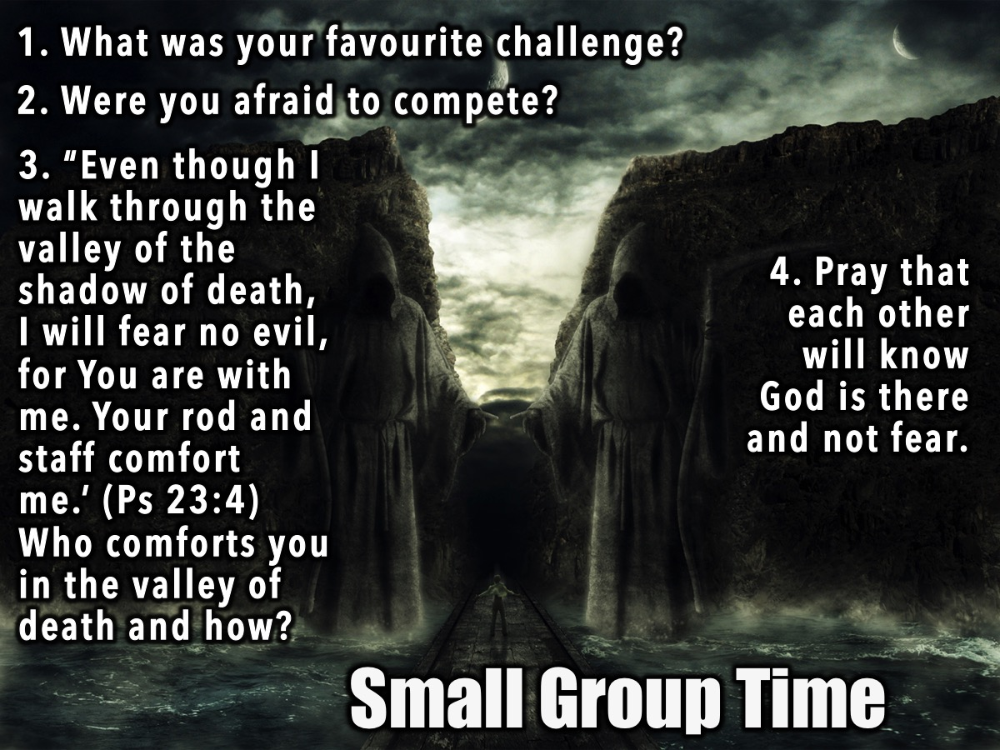 1. What was your favourite challenge?
2. Were you afraid to compete?
3. “Even though I
walk through the
valley of the
shadow of death,
I will fear no evil,
for You are with
me. Your rod and
staff comfort
me.’ (Ps 23:4)
Who comforts you
in the valley of
death and how?
4. Pray that
each other
will know
God is there
and not fear.
Small Group Time